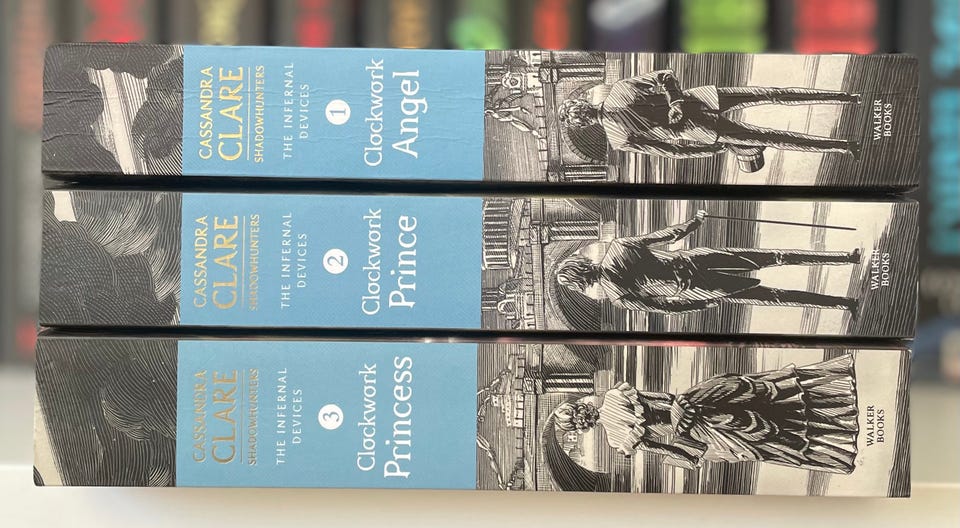 CASSANDRA
CLARE
SHADOWHUNTERS
THE INFERNAL
DEVICES
1
Clockwork
Angel
WALKER
BOOKS
CASSANDRA
CLARE
SHADOWHUNTERS
THE INFERNAL
DEVICES
2
Clockwork
Prince
WALKER
BOOKS
CASSANDRA
CLARE
SHADOWHUNTERS
THE INFERNAL
DEVICES
3
Clockwork
Princess
WALKER
BOOKS